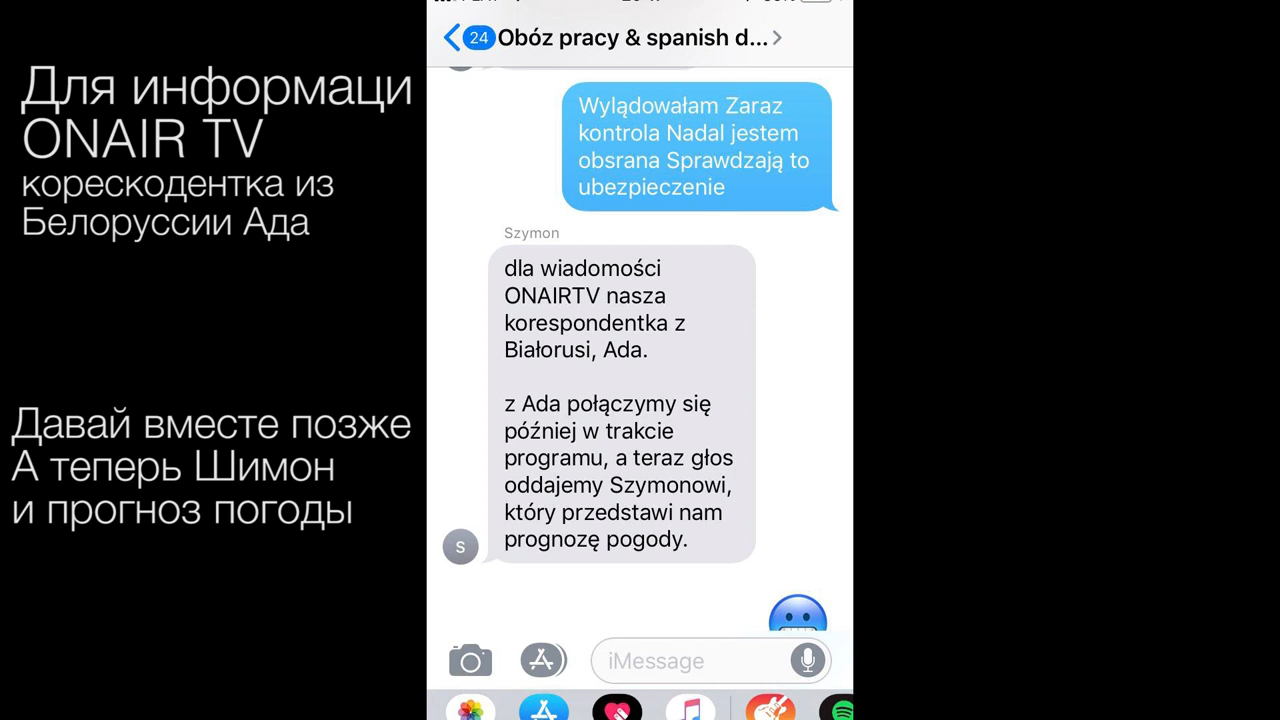 Для информаци
ONAIR TV
корескодентка из
Белоруссии Ада
Давай вместе позже
А теперь Шимон
и прогноз погоды
24
Obóz pracy & spanish d...
Wylądowałam Zaraz
kontrola Nadal jestem
obsrana Sprawdzają to
ubezpieczenie
Szymon
dla wiadomości
ONAIRTV nasza
korespondentka z
Białorusi, Ada.
z Ada połączymy się
później w trakcie
programu, a teraz głos
oddajemy Szymonowi,
który przedstawi nam
prognozę pogody.
S
iMessage